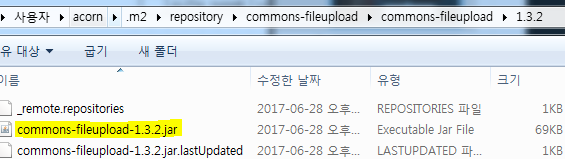 사용자 ▸ acorn ▸ .m2 ▸ repository ▸ commons-fileupload ▸ commons-fileupload ▸ 1.3.2
유 대상 ▾ 굽기 새 폴더
이름 수정한 날짜 유형 크기
_remote.repositories 2017-06-28 오후... REPOSITORIES 파일 1KB
commons-fileupload-1.3.2.jar 2017-06-28 오후... Executable Jar File 69KB
commons-fileupload-1.3.2.jar.lastUpdated 2017-06-28 오후... LASTUPDATED 파일 1KB